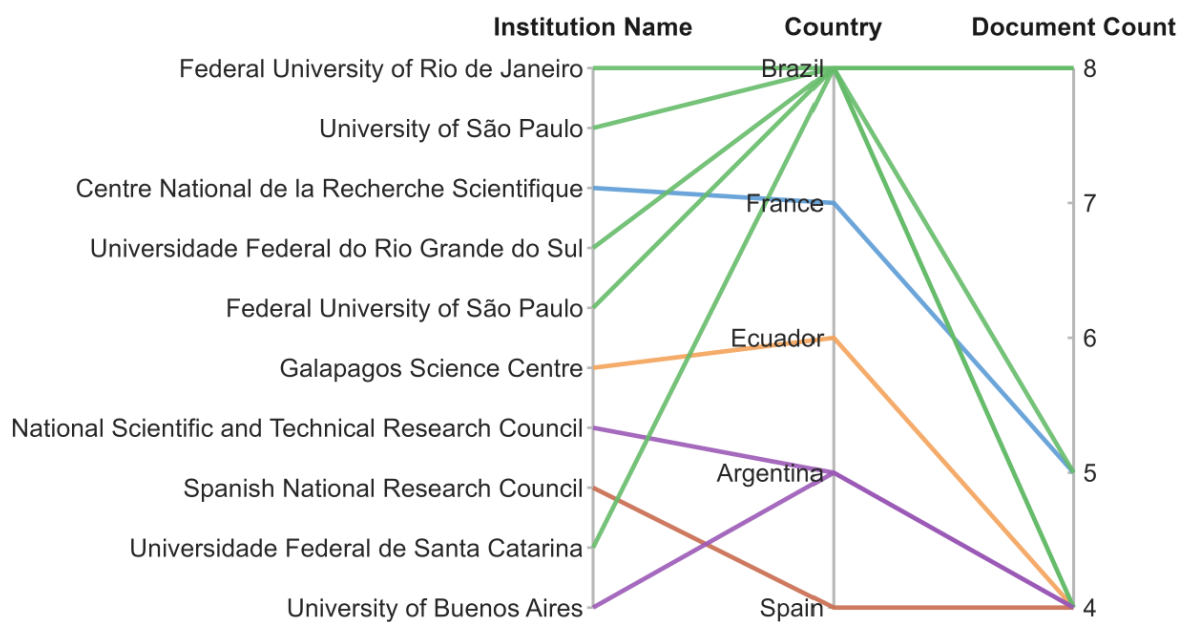 Institution Name Country Document Count
Federal University of Rio de Janeiro Brazil 8
University of São Paulo
Centre National de la Recherche Scientifique
France 7
Universidade Federal do Rio Grande do Sul
Federal University of São Paulo
Ecuador 6
Galapagos Science Centre
National Scientific and Technical Research Council
Argentina 5
Spanish National Research Council
Universidade Federal de Santa Catarina
University of Buenos Aires Spain 4